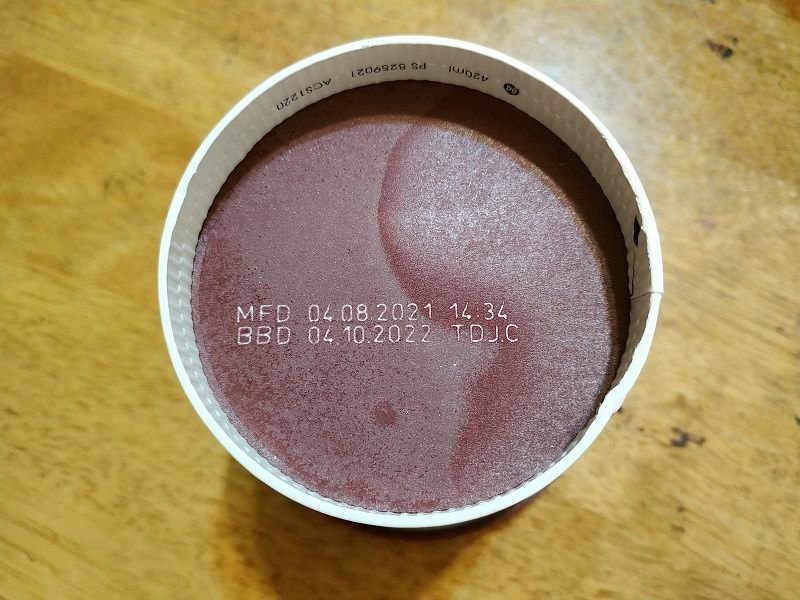 420ml PS 8259021 ACS1220
MFD 04.08.2021 14:34
BBD 04.10.2022 TDJ.C